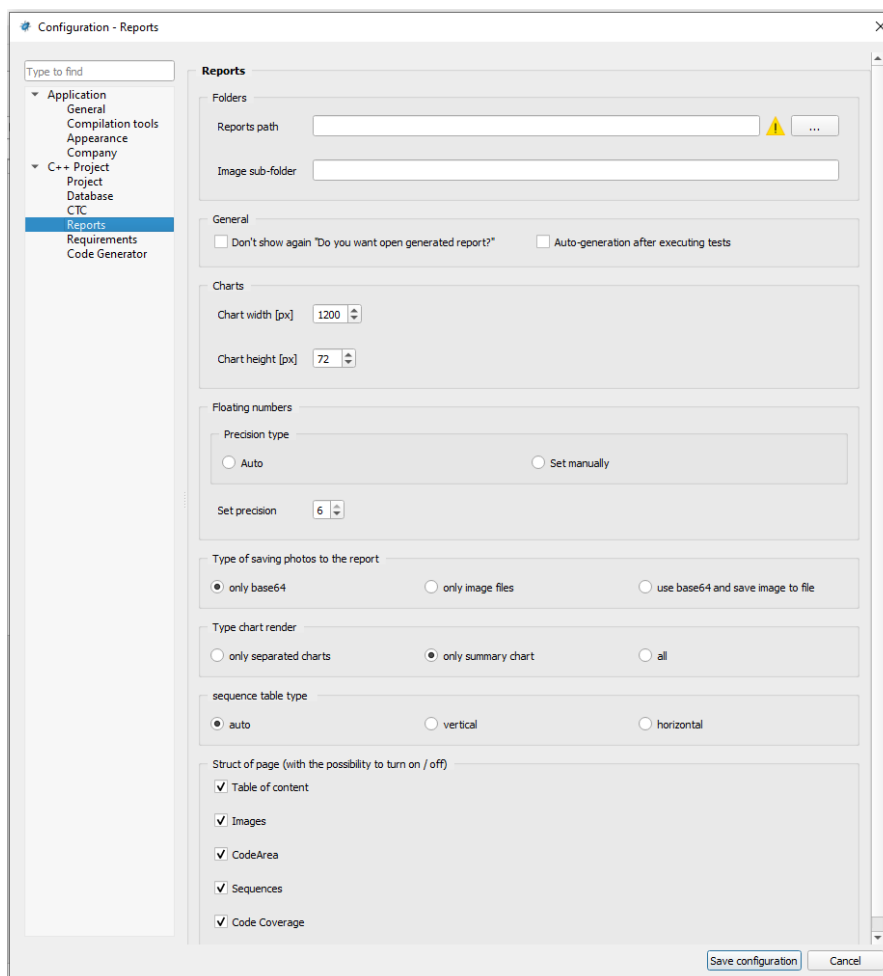 Configuration - Reports
Type to find
Application
General
Compilation tools
Appearance
Company
C++ Project
Project
Database
CTC
Reports
Requirements
Code Generator
Reports
Folders
Reports path
...
Image sub-folder
General
Don't show again "Do you want open generated report?"
Auto-generation after executing tests
Charts
Chart width [px]
1200
Chart height [px]
72
Floating numbers
Precision type
Auto
Set manually
Set precision
6
Type of saving photos to the report
only base64
only image files
use base64 and save image to file
Type chart render
only separated charts
only summary chart
all
sequence table type
auto
vertical
horizontal
Struct of page (with the possibility to turn on / off)
Table of content
Images
CodeArea
Sequences
Code Coverage
Save configuration
Cancel